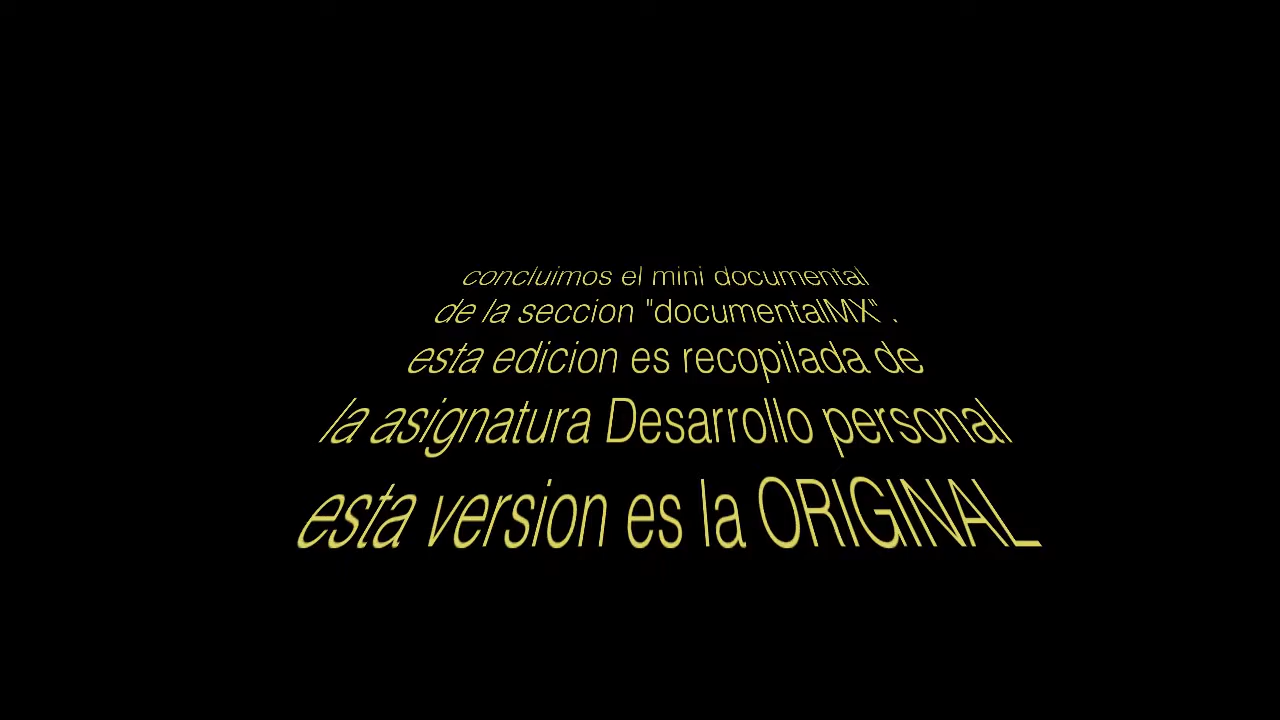 concluimos el mini documental
de la seccion "documentalMX" .
esta edicion es recopilada de
la asignatura Desarrollo personal
esta version es la ORIGINAL